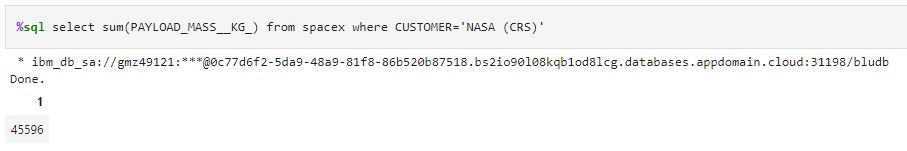 %sql select sum(PAYLOAD_MASS__KG_) from spacex where CUSTOMER='NASA (CRS)'
* ibm_db_sa://gmz49121:***@0c77d6f2-5da9-48a9-81f8-86b520b87518.bs2io90l08kqb1od8lcg.databases.appdomain.cloud:31198/bludb
Done.
1
45596